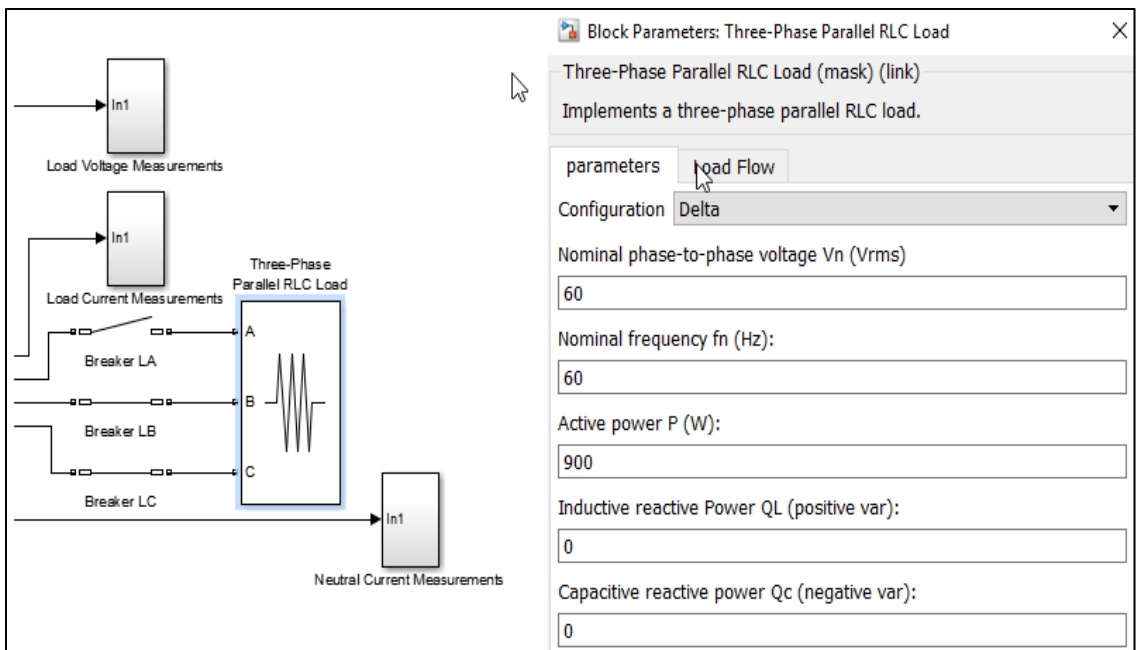 In1
Load Voltage Measurements
In1
Load Current Measurements
Three-Phase
Parallel RLC Load
A
Breaker LA
B
Breaker LB
C
Breaker LC
In1
Neutral Current Measurements
Block Parameters: Three-Phase Parallel RLC Load
Three-Phase Parallel RLC Load (mask) (link)
Implements a three-phase parallel RLC load.
parameters
Load Flow
Configuration Delta
Nominal phase-to-phase voltage Vn (Vrms)
60
Nominal frequency fn (Hz):
60
Active power P (W):
900
Inductive reactive Power QL (positive var):
0
Capacitive reactive power Qc (negative var):
0